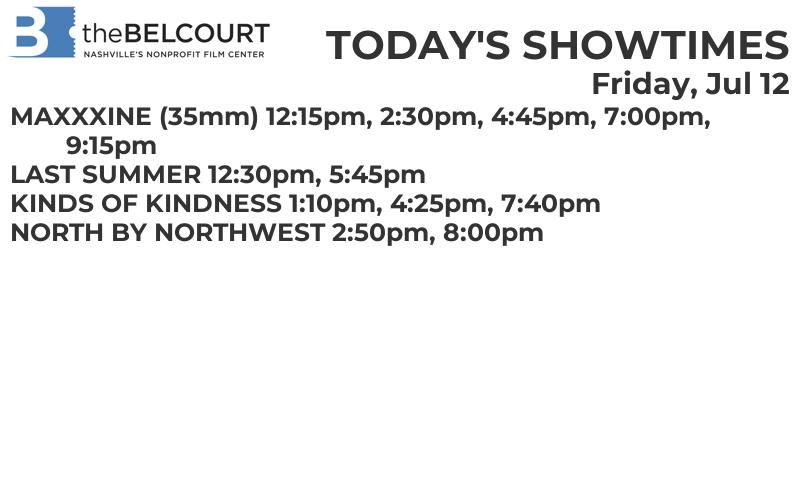 B theBELCOURT
NASHVILLE'S NONPROFIT FILM CENTER
TODAY'S SHOWTIMES
Friday, Jul 12
MAXXXINE (35mm) 12:15pm, 2:30pm, 4:45pm, 7:00pm,
9:15pm
LAST SUMMER 12:30pm, 5:45pm
KINDS OF KINDNESS 1:10pm, 4:25pm, 7:40pm
NORTH BY NORTHWEST 2:50pm, 8:00pm